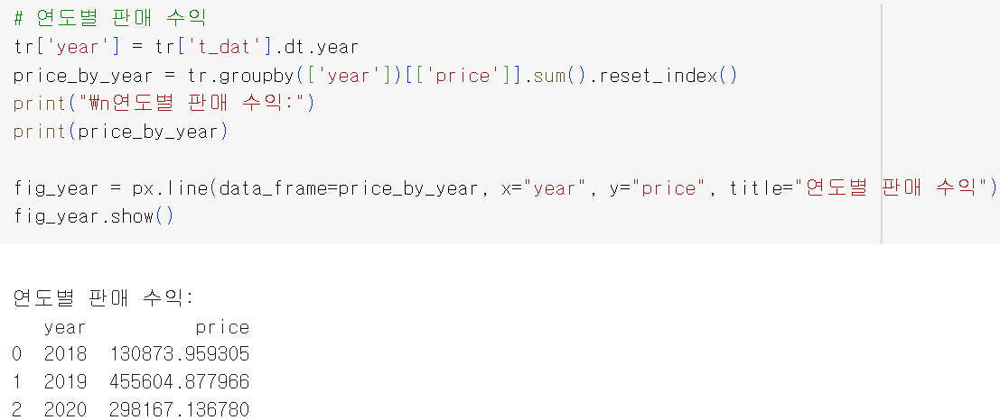 # 연도별 판매 수익
tr['year'] = tr['t_dat'].dt.year
price_by_year = tr.groupby(['year'])[['price']].sum().reset_index()
print("₩n연도별 판매 수익:")
print(price_by_year)
fig_year = px.line(data_frame=price_by_year, x="year", y="price", title="연도별 판매 수익")
fig_year.show()
연도별 판매 수익:
year price
0 2018 130873.959305
1 2019 455604.877966
2 2020 298167.136780